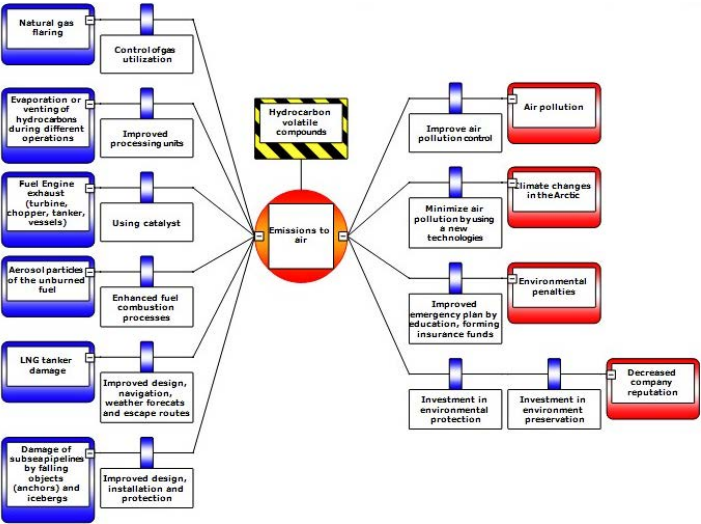 Natural gas
flaring
Control of gas
utilization
Evaporation or
venting of
hydrocarbons
during different
operations
Improved
processing units
Fuel Engine
exhaust
(turbine,
chopper, tanker,
vessels)
Using catalyst
Aerosol particles
of the unburned
fuel
Enhanced fuel
combustion
processes
LNG tanker
damage
Improved design,
navigation,
weather forecats
and escape routes
Damage of
subsea pipelines
by falling
objects
(anchors) and
icebergs
Improved design,
installation and
protection
Hydrocarbon
volatile
compounds
Emissions to
air
Improve air
pollution control
Air pollution
Minimize air
pollution by using
a new
technologies
Climate changes
in the Arctic
Improved
emergency plan by
education, forming
insurance funds
Environmental
penalties
Investment in
environmental
protection
Investment in
environment
preservation
Decreased
company
reputation